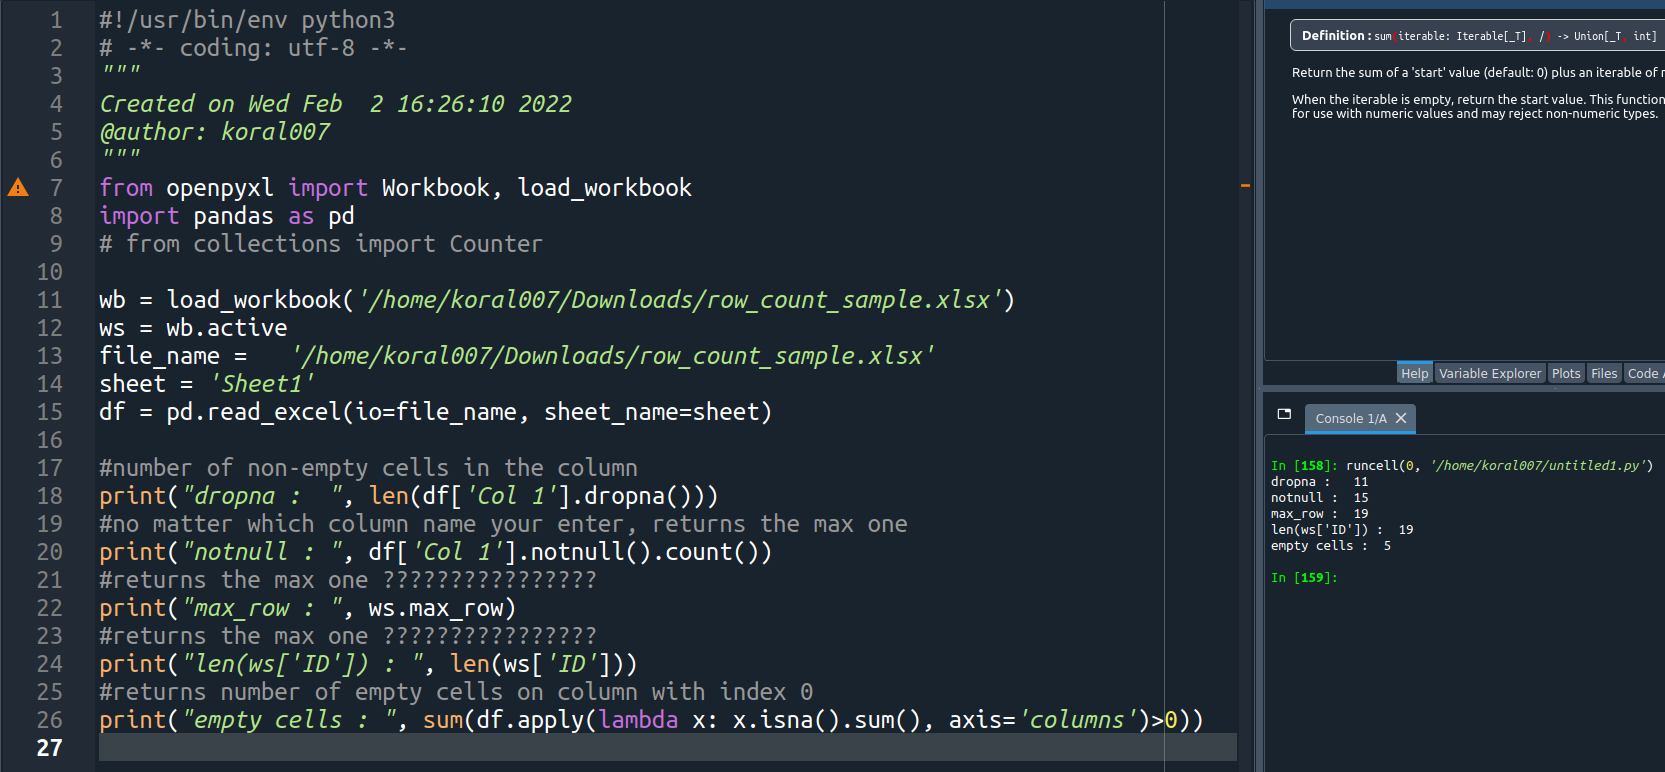 1 #!/usr/bin/env python3
2 # -*- coding: utf-8 -*-
3 """
4 Created on Wed Feb  2 16:26:10 2022
5 @author: koral007
6 """
7 from openpyxl import Workbook, load_workbook
8 import pandas as pd
9 # from collections import Counter
10
11 wb = load_workbook('/home/koral007/Downloads/row_count_sample.xlsx')
12 ws = wb.active
13 file_name =   '/home/koral007/Downloads/row_count_sample.xlsx'
14 sheet = 'Sheet1'
15 df = pd.read_excel(io=file_name, sheet_name=sheet)
16
17 #number of non-empty cells in the column
18 print("dropna :  ", len(df['Col 1'].dropna()))
19 #no matter which column name your enter, returns the max one
20 print("notnull : ", df['Col 1'].notnull().count())
21 #returns the max one ????????????????
22 print("max_row : ", ws.max_row)
23 #returns the max one ????????????????
24 print("len(ws['ID']) : ", len(ws['ID']))
25 #returns number of empty cells on column with index 0
26 print("empty cells : ", sum(df.apply(lambda x: x.isna().sum(), axis='columns')>0))
27
Definition : sum(iterable: Iterable[_T], /) -> Union[_T, int]
Return the sum of a 'start' value (default: 0) plus an iterable of
When the iterable is empty, return the start value. This function
for use with numeric values and may reject non-numeric types.
Help Variable Explorer Plots Files Code
Console 1/A
In [158]: runcell(0, '/home/koral007/untitled1.py')
dropna :   11
notnull :  15
max_row :  19
len(ws['ID']) :  19
empty cells :  5
In [159]: